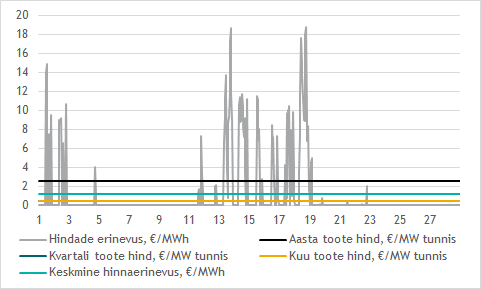 20
18
16
14
12
10
8
6
4
2
0
1 3 5 7 9 11 13 15 17 19 21 23 25 27
Hindade erinevus, €/MWh
Aasta toote hind, €/MW tunnis
Kvartali toote hind, €/MW tunnis
Kuu toote hind, €/MW tunnis
Keskmine hinnaerinevus, €/MWh